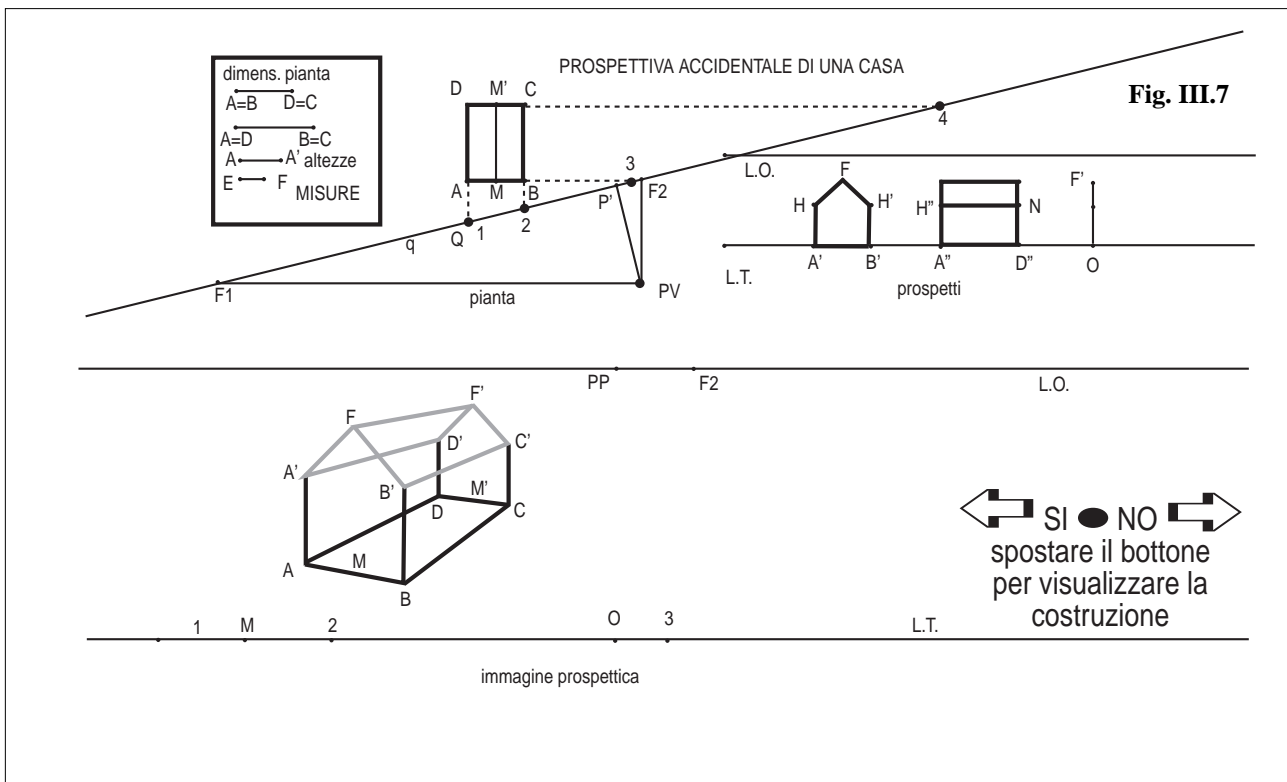 PROSPETTIVA ACCIDENTALE DI UNA CASA
Fig. III.7
dimens. pianta
A=B D=C
A=D B=C
A A' altezze
E F MISURE
D M' C
A M B
Q 1 2
q
P' 3 F2
4
F1 pianta PV
L.O.
F F'
H H' H" N
A' B' A" D" O
L.T. prospetti
PP F2 L.O.
F F'
A' D' C'
B' M'
D C
A M
B
SI NO
spostare il bottone
per visualizzare la
costruzione
1 M 2 O 3 L.T.
immagine prospettica